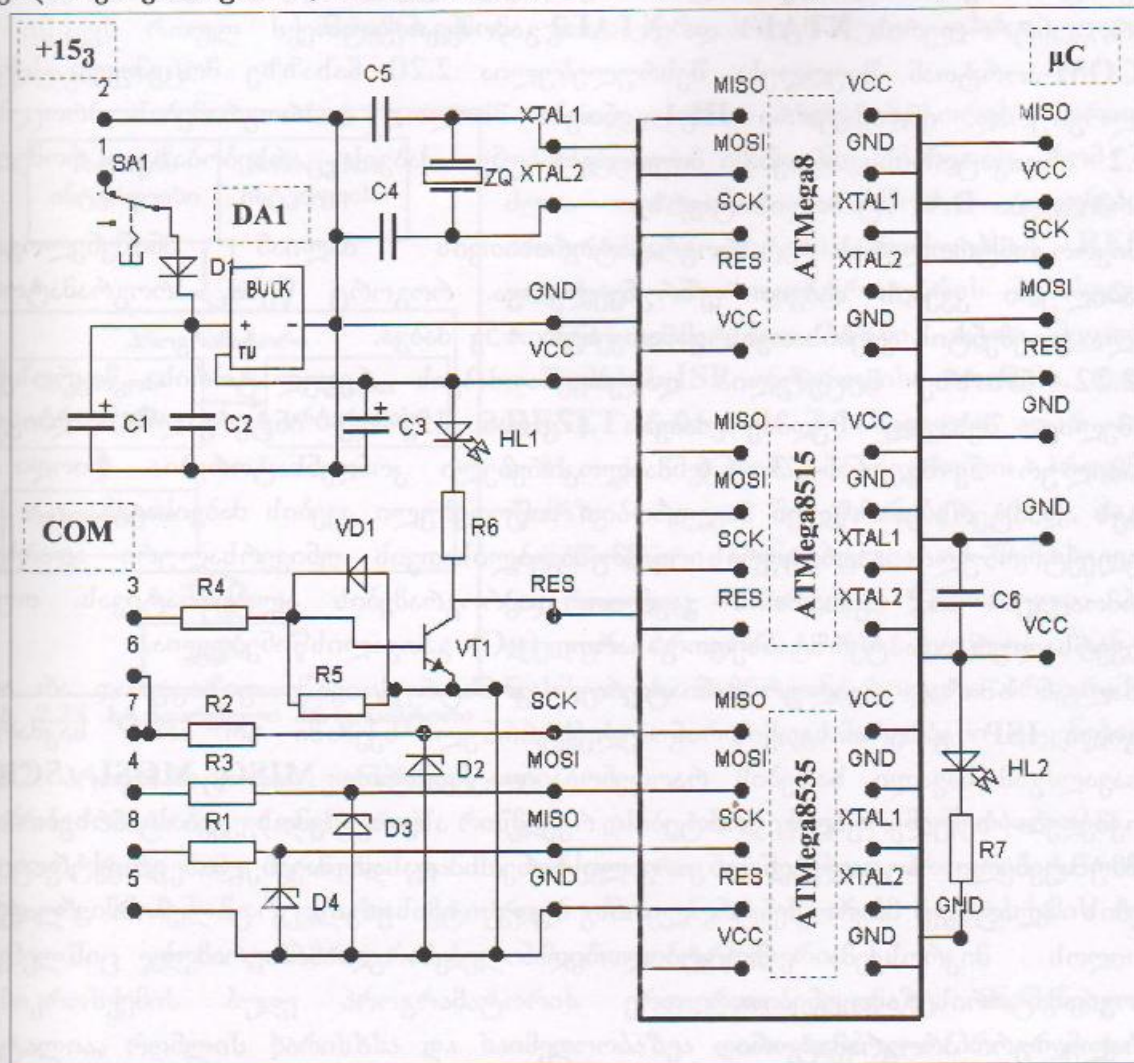 +15₃
µC
2
C5
MISO
VCC
MISO
XTAL1
1
MOSI
GND
SA1
ZQ
XTAL2
VCC
C4
SCK
XTAL1
DA1
SCK
D1
RES
XTAL2
BUCK
GND
MOSI
VCC
GND
+
RES
VCC
+
C1
C2
+
C3
HL1
GND
MISO
VCC
ATMega8
MOSI
GND
COM
VD1
R6
GND
SCK
XTAL1
3
R4
RES
RES
XTAL2
C6
VCC
6
VT1
R5
ATMega8515
7
R2
SCK
MISO
VCC
4
R3
D2
MOSI
MOSI
GND
HL2
8
R1
D3
MISO
SCK
XTAL1
5
D4
GND
RES
XTAL2
R7
GND
VCC
GND
ATMega8535